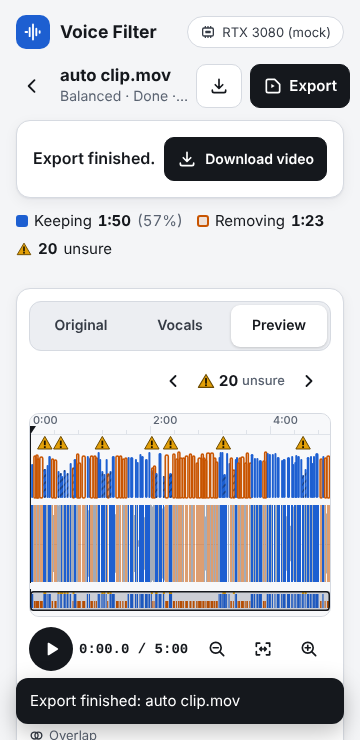 Voice Filter
RTX 3080 (mock)
auto clip.mov
Balanced · Done ·...
Export
Export finished.
Download video
Keeping 1:50 (57%) Removing 1:23
20 unsure
Original Vocals Preview
20 unsure
0:00 2:00 4:00
0:00.0 / 5:00
Export finished: auto clip.mov
Overlap